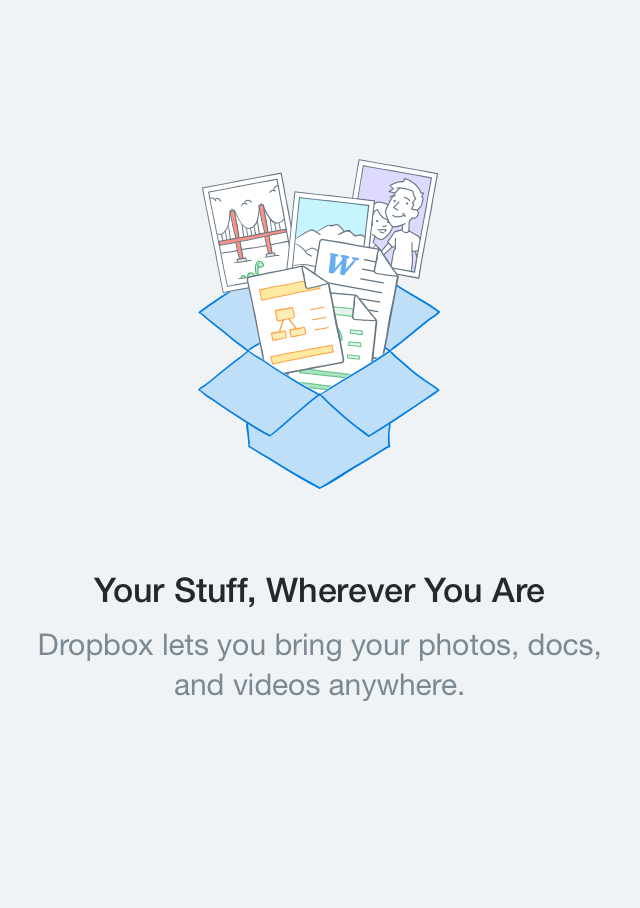 W
Your Stuff, Wherever You Are
Dropbox lets you bring your photos, docs,
and videos anywhere.